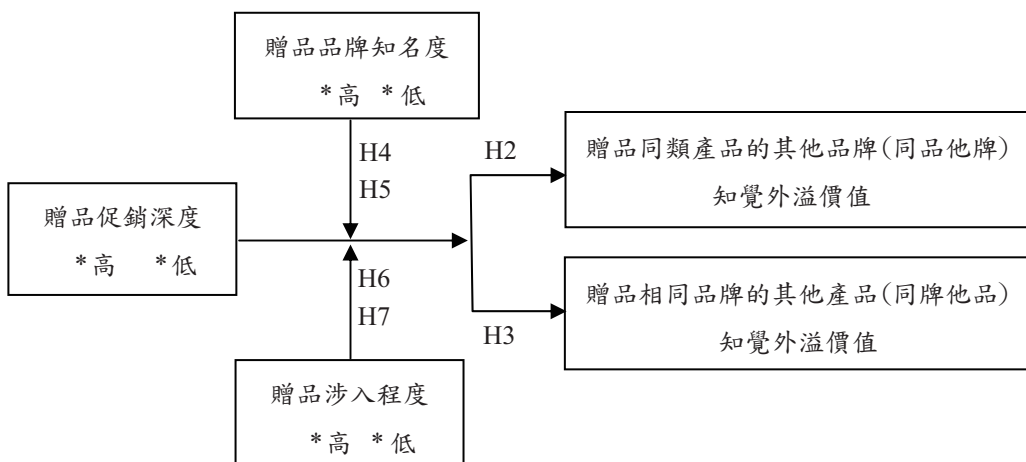 贈品品牌知名度
*高 *低
H4
H5
H2
贈品同類產品的其他品牌(同品他牌)
知覺外溢價值
贈品促銷深度
*高 *低
H6
H7
H3
贈品相同品牌的其他產品(同牌他品)
知覺外溢價值
贈品涉入程度
*高 *低